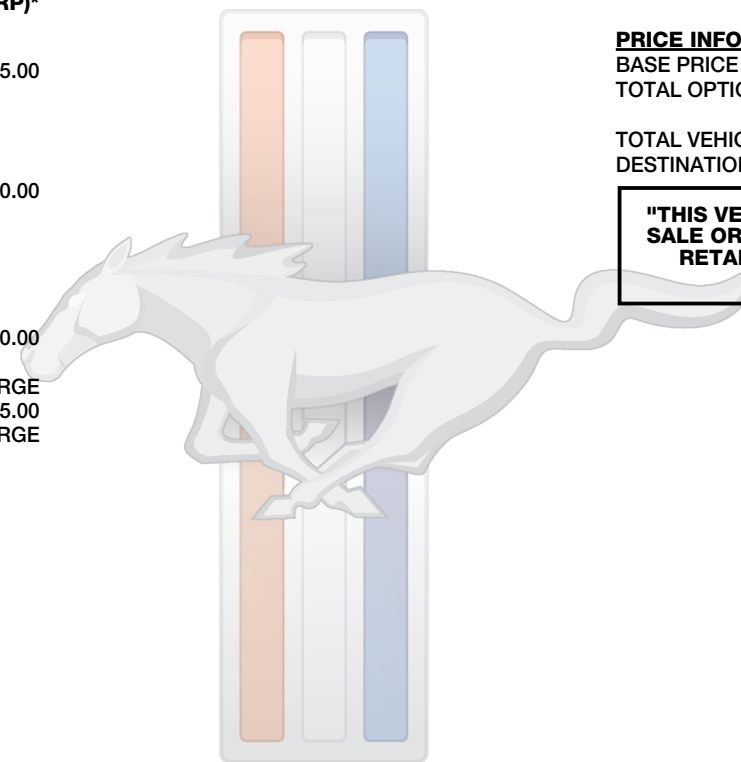 RP)*
5.00
0.00
0.00
RGE
5.00
RGE
PRICE INFO
BASE PRICE
TOTAL OPTIO
TOTAL VEHIC
DESTINATION
"THIS VE
SALE OR
RETAI